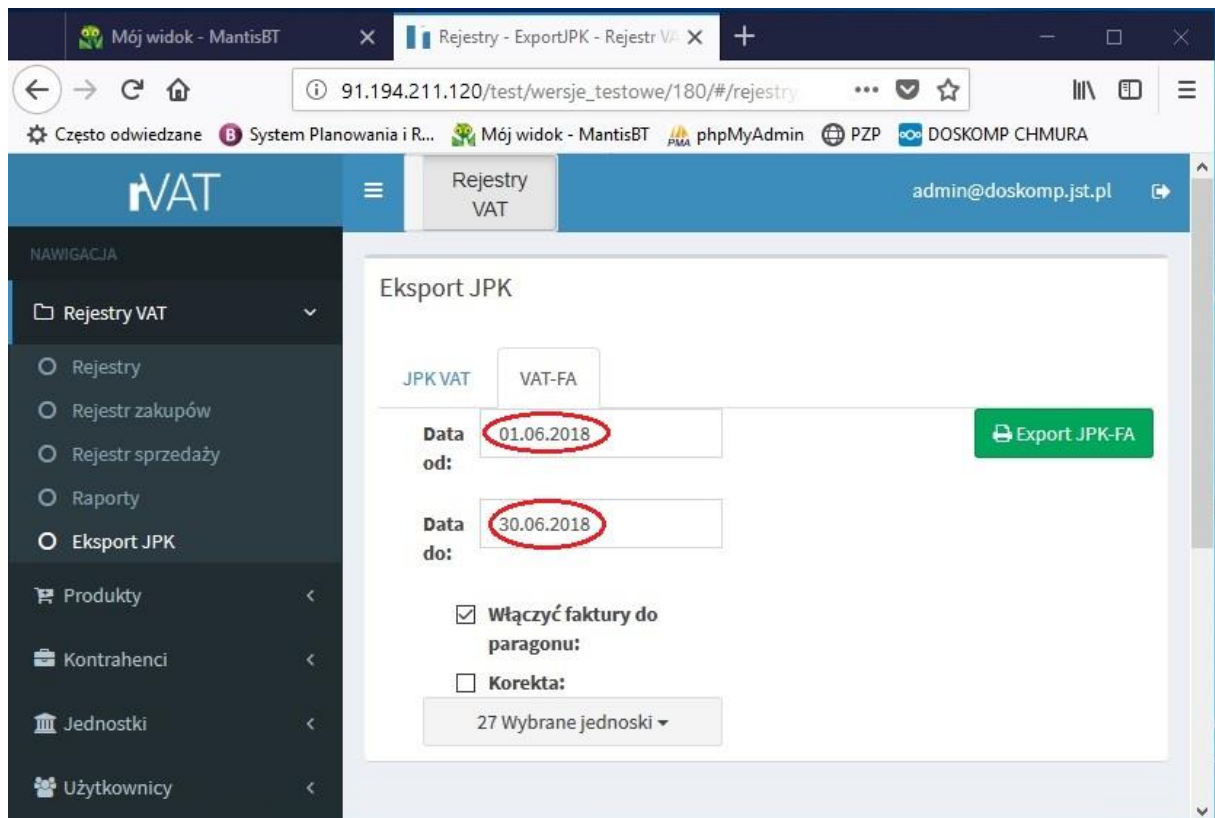 Mój widok - MantisBT
Rejestry - ExportJPK - Rejestr VA
91.194.211.120/test/wersje_testowe/180/#/rejestry
Często odwiedzane System Planowania i R... Mój widok - MantisBT phpMyAdmin PZP DOSKOMP CHMURA
rVAT
Rejestry
VAT
admin@doskomp.jst.pl
NAWIGACJA
Rejestry VAT
Rejestry
Rejestr zakupów
Rejestr sprzedaży
Raporty
Eksport JPK
Produkty
Kontrahenci
Jednostki
Użytkownicy
Eksport JPK
JPK VAT VAT-FA
Data
od:
01.06.2018
Export JPK-FA
Data
do:
30.06.2018
Włączyć faktury do
paragonu:
Korekta:
27 Wybrane jednoski